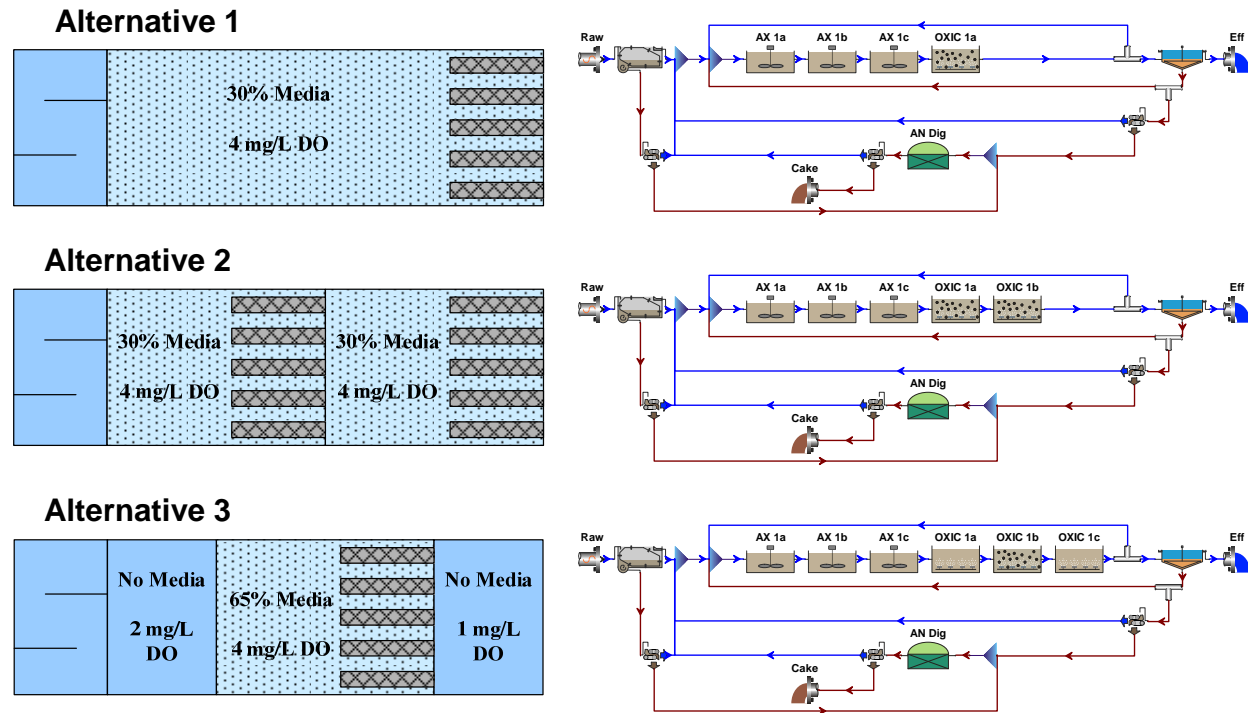 Alternative 1
30% Media
4 mg/L DO
Raw
AX 1a
AX 1b
AX 1c
OXIC 1a
Eff
AN Dig
Cake
Alternative 2
30% Media
4 mg/L DO
30% Media
4 mg/L DO
Raw
AX 1a
AX 1b
AX 1c
OXIC 1a
OXIC 1b
Eff
AN Dig
Cake
Alternative 3
No Media
2 mg/L
DO
65% Media
4 mg/L DO
No Media
1 mg/L
DO
Raw
AX 1a
AX 1b
AX 1c
OXIC 1a
OXIC 1b
OXIC 1c
Eff
AN Dig
Cake